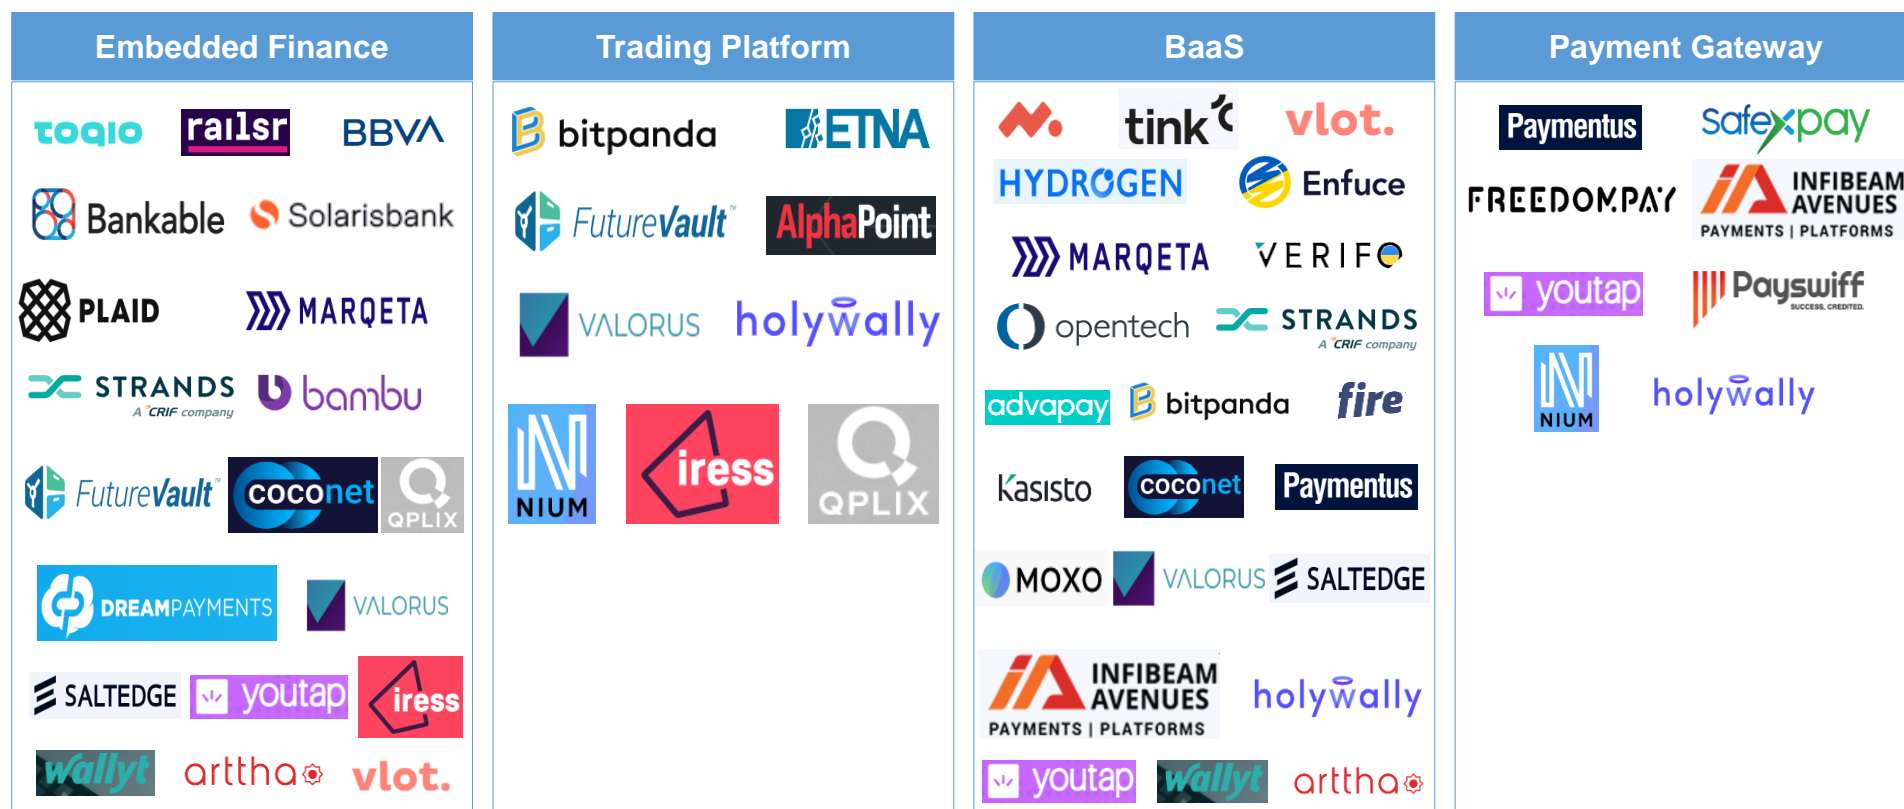 Embedded Finance
toqio railsr BBVA
Bankable Solarisbank
PLAID MARQETA
STRANDS bambu
A CRIF company
FutureVault™ coconet QPLIX
DREAMPAYMENTS VALORUS
SALTEDGE youtap iress
wallyt arttha vlot.
Trading Platform
bitpanda ETNA
FutureVault™ AlphaPoint
VALORUS holywally
NIUM iress QPLIX
BaaS
tink vlot.
HYDROGEN Enfuce
MARQETA VERIFO
opentech STRANDS
A CRIF company
advapay bitpanda fire
Kasisto coconet Paymentus
MOXO VALORUS SALTEDGE
INFIBEAM
AVENUES holywally
PAYMENTS | PLATFORMS
youtap wallyt arttha
Payment Gateway
Paymentus Safexpay
FREEDOMPAY INFIBEAM
AVENUES
PAYMENTS | PLATFORMS
youtap Payswiff
SUCCESS, CREDITED.
NIUM holywally